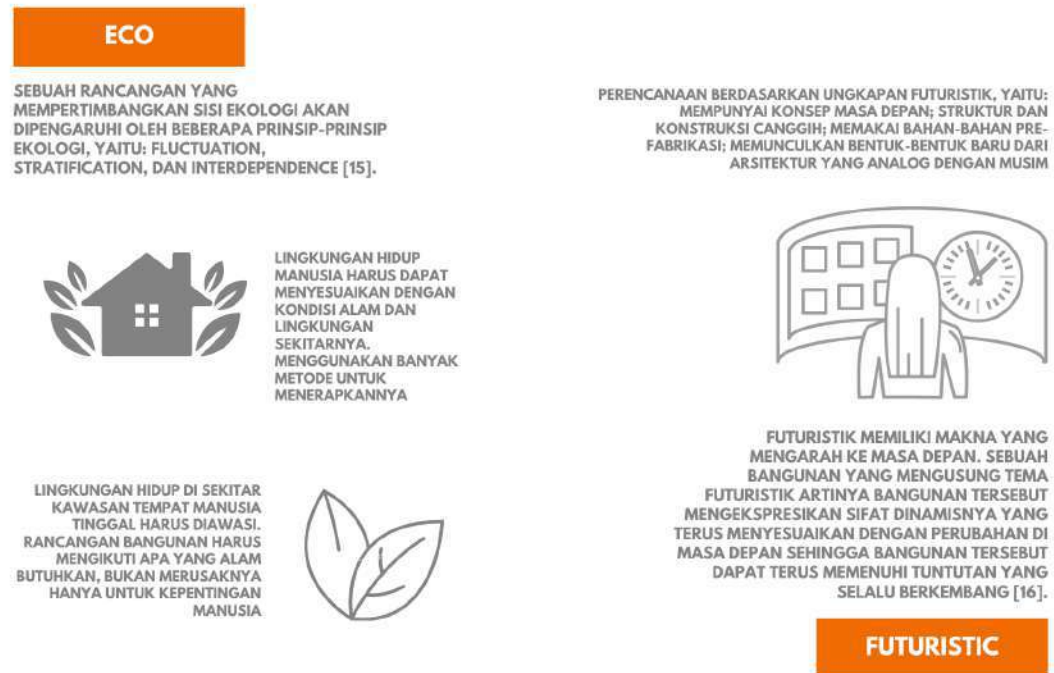 ECO
SEBUAH RANCANGAN YANG
MEMPERTIMBANGKAN SISI EKOLOGI AKAN
DIPENGARUHI OLEH BEBERAPA PRINSIP-PRINSIP
EKOLOGI, YAITU: FLUCTUATION,
STRATIFICATION, DAN INTERDEPENDENCE [15].
LINGKUNGAN HIDUP
MANUSIA HARUS DAPAT
MENYESUAIKAN DENGAN
KONDISI ALAM DAN
LINGKUNGAN
SEKITARNYA.
MENGGUNAKAN BANYAK
METODE UNTUK
MENERAPKANNYA
LINGKUNGAN HIDUP DI SEKITAR
KAWASAN TEMPAT MANUSIA
TINGGAL HARUS DIAWASI.
RANCANGAN BANGUNAN HARUS
MENGIKUTI APA YANG ALAM
BUTUHKAN, BUKAN MERUSAKNYA
HANYA UNTUK KEPENTINGAN
MANUSIA
PERENCANAAN BERDASARKAN UNGKAPAN FUTURISTIK, YAITU:
MEMPUNYAI KONSEP MASA DEPAN; STRUKTUR DAN
KONSTRUKSI CANGGIH; MEMAKAI BAHAN-BAHAN PRE-
FABRIKASI; MEMUNCULKAN BENTUK-BENTUK BARU DARI
ARSITEKTUR YANG ANALOG DENGAN MUSIM
FUTURISTIK MEMILIKI MAKNA YANG
MENGARAH KE MASA DEPAN. SEBUAH
BANGUNAN YANG MENGUSUNG TEMA
FUTURISTIK ARTINYA BANGUNAN TERSEBUT
MENGEKSPRESIKAN SIFAT DINAMISNYA YANG
TERUS MENYESUAIKAN DENGAN PERUBAHAN DI
MASA DEPAN SEHINGGA BANGUNAN TERSEBUT
DAPAT TERUS MEMENUHI TUNTUTAN YANG
SELALU BERKEMBANG [16].
FUTURISTIC